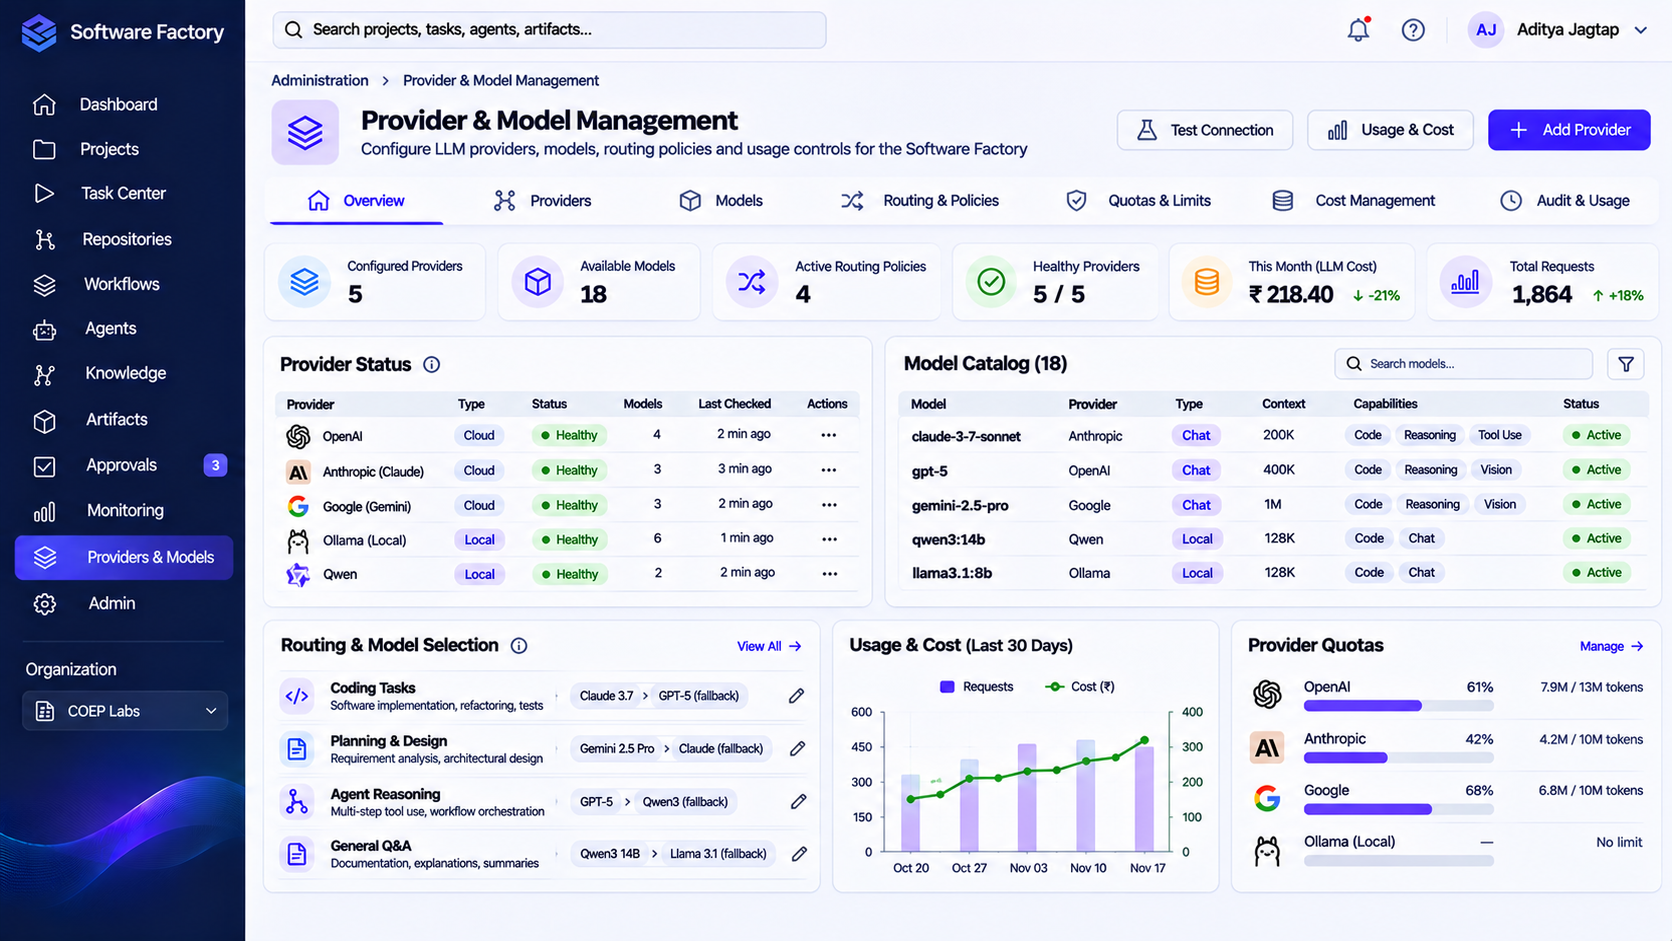 Software Factory
Search projects, tasks, agents, artifacts...
AJ
Aditya Jagtap
Dashboard
Projects
Task Center
Repositories
Workflows
Agents
Knowledge
Artifacts
Approvals 3
Monitoring
Providers & Models
Admin
Organization
COEP Labs
Administration > Provider & Model Management
Provider & Model Management
Configure LLM providers, models, routing policies and usage controls for the Software Factory
Test Connection
Usage & Cost
+ Add Provider
Overview
Providers
Models
Routing & Policies
Quotas & Limits
Cost Management
Audit & Usage
Configured Providers
5
Available Models
18
Active Routing Policies
4
Healthy Providers
5 / 5
This Month (LLM Cost)
₹ 218.40 ↓ -21%
Total Requests
1,864 ↑ +18%
Provider Status
Provider Type Status Models Last Checked Actions
OpenAI Cloud Healthy 4 2 min ago ...
AI Anthropic (Claude) Cloud Healthy 3 3 min ago ...
Google (Gemini) Cloud Healthy 3 2 min ago ...
Ollama (Local) Local Healthy 6 1 min ago ...
Qwen Local Healthy 2 2 min ago ...
Model Catalog (18)
Search models...
Model Provider Type Context Capabilities Status
claude-3-7-sonnet Anthropic Chat 200K Code Reasoning Tool Use Active
gpt-5 OpenAI Chat 400K Code Reasoning Vision Active
gemini-2.5-pro Google Chat 1M Code Reasoning Vision Active
qwen3:14b Qwen Local 128K Code Chat Active
llama3.1:8b Ollama Local 128K Code Chat Active
Routing & Model Selection
View All →
Coding Tasks
Software implementation, refactoring, tests
Claude 3.7 > GPT-5 (fallback)
Planning & Design
Requirement analysis, architectural design
Gemini 2.5 Pro > Claude (fallback)
Agent Reasoning
Multi-step tool use, workflow orchestration
GPT-5 > Qwen3 (fallback)
General Q&A
Documentation, explanations, summaries
Qwen3 14B > Llama 3.1 (fallback)
Usage & Cost (Last 30 Days)
Requests Cost (₹)
600 400
450 300
300 200
150 100
0 0
Oct 20 Oct 27 Nov 03 Nov 10 Nov 17
Provider Quotas
Manage →
OpenAI 61% 7.9M / 13M tokens
AI Anthropic 42% 4.2M / 10M tokens
Google 68% 6.8M / 10M tokens
Ollama (Local) — No limit